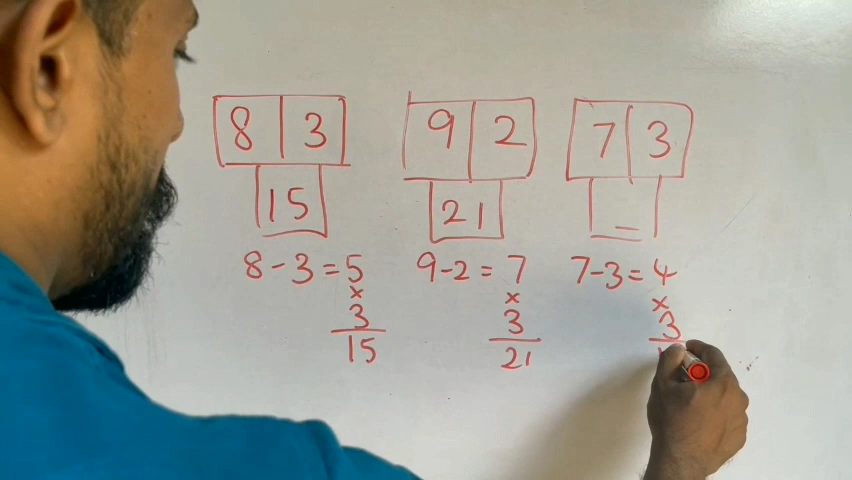 8 3 9 2 7 3
15 21 _
8-3=5 9-2=7 7-3=4
× × ×
3 3 3
15 21